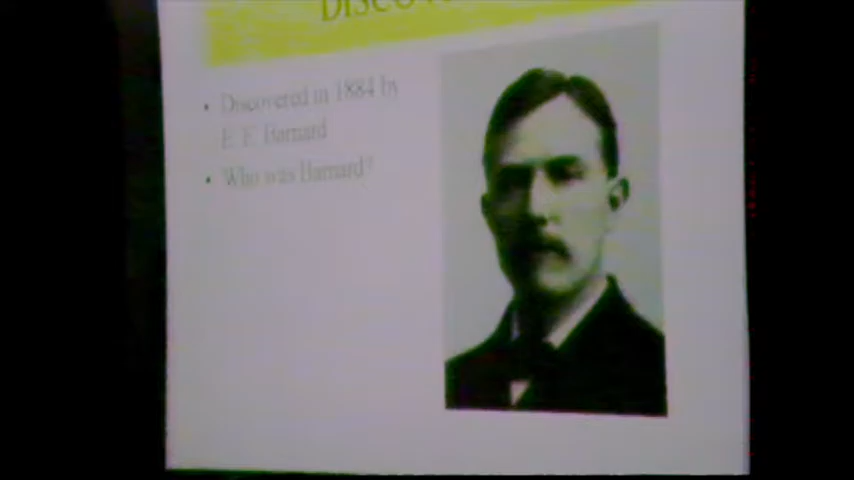 • Discovered in 1884 by
E. E. Barnard
• Who was Barnard?